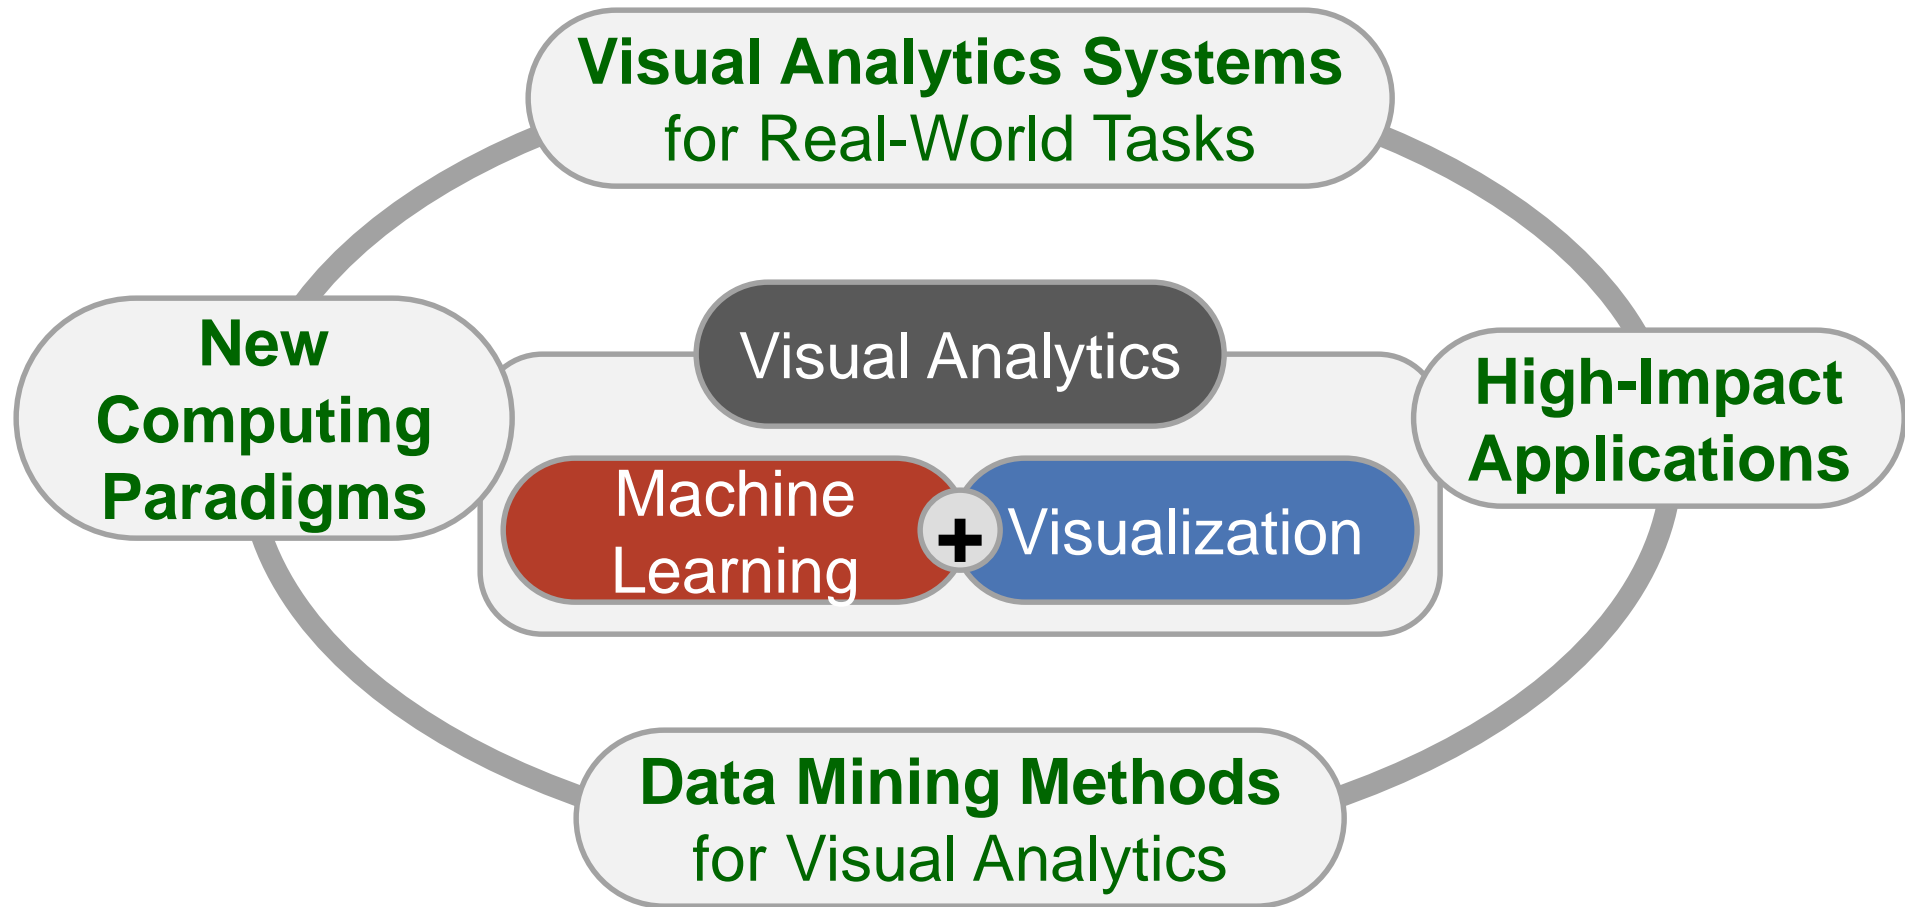 Visual Analytics Systems
for Real-World Tasks
New
Computing
Paradigms
Visual Analytics
High-Impact
Applications
Machine
Learning
+
Visualization
Data Mining Methods
for Visual Analytics